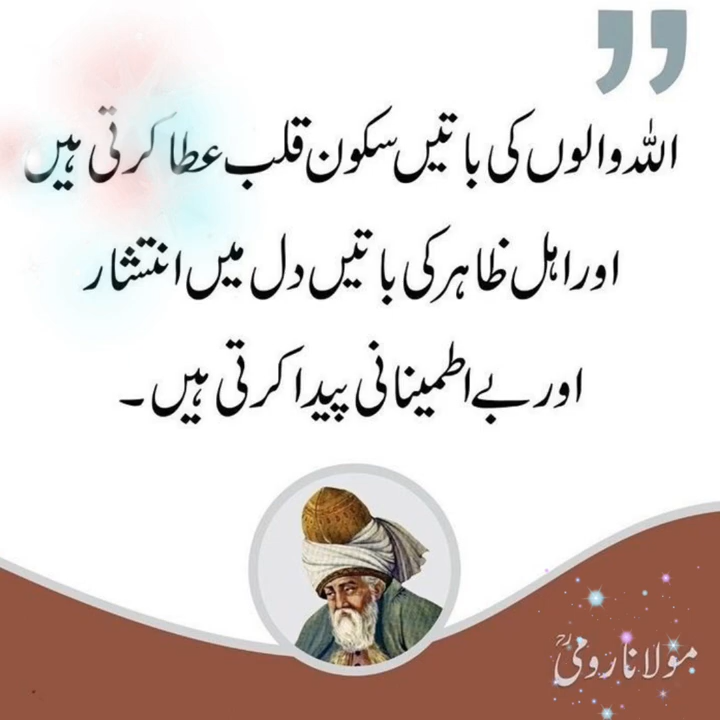 اللہ والوں کی باتیں سکون قلب عطا کرتی ہیں
اور اہل ظاہر کی باتیں دل میں انتشار
اور بے اطمینانی پیدا کرتی ہیں۔
مولانا رومیؒ